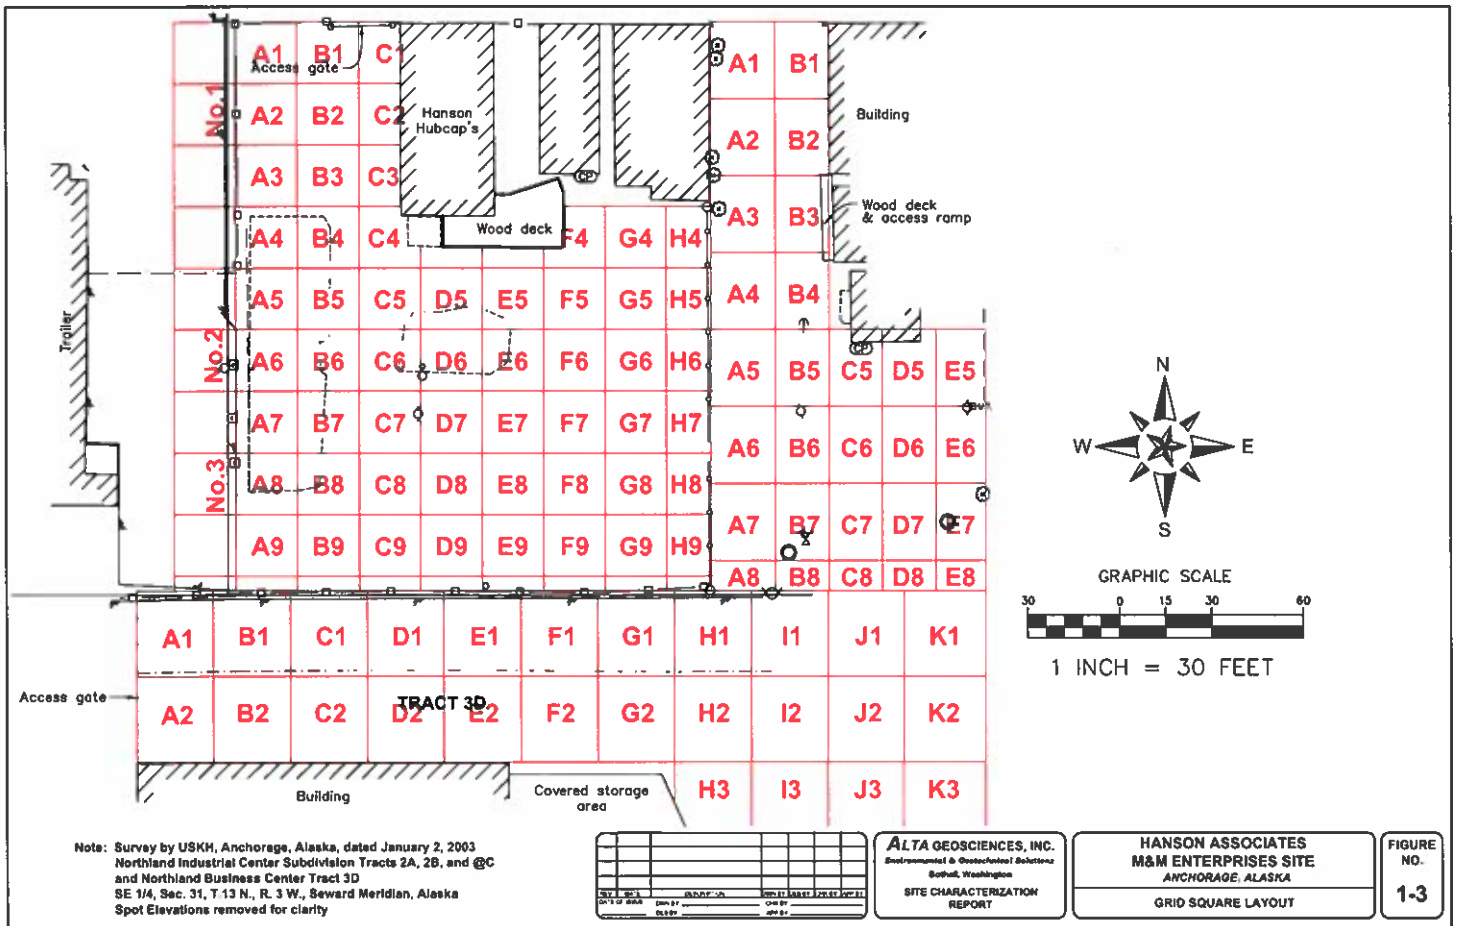 A1 B1 C1
Access gate
No.1
A2 B2 C2
Hanson
Hubcap's
A3 B3 C3
A4 B4 C4
Wood deck
F4 G4 H4
A5 B5 C5 D5 E5 F5 G5 H5
No.2
A6 B6 C6 D6 E6 F6 G6 H6
A7 B7 C7 D7 E7 F7 G7 H7
No.3
A8 B8 C8 D8 E8 F8 G8 H8
A9 B9 C9 D9 E9 F9 G9 H9
Trailer
CP
A1 B1
Building
A2 B2
A3 B3
Wood deck
& access ramp
A4 B4
CP
A5 B5 C5 D5 E5
A6 B6 C6 D6 E6
A7 B7 C7 D7 E7
A8 B8 C8 D8 E8
A1 B1 C1 D1 E1 F1 G1 H1 I1 J1 K1
Access gate
TRACT 3D
A2 B2 C2 D2 E2 F2 G2 H2 I2 J2 K2
H3 I3 J3 K3
Building
Covered storage
area
N
W E
S
GRAPHIC SCALE
30 0 15 30 60
1 INCH = 30 FEET
Note: Survey by USKH, Anchorage, Alaska, dated January 2, 2003
Northland Industrial Center Subdivision Tracts 2A, 2B, and @C
and Northland Business Center Tract 3D
SE 1/4, Sec. 31, T.13 N., R. 3 W., Seward Meridian, Alaska
Spot Elevations removed for clarity
ALTA GEOSCIENCES, INC.
Environmental & Geotechnical Solutions
Bothell, Washington
SITE CHARACTERIZATION
REPORT
HANSON ASSOCIATES
M&M ENTERPRISES SITE
ANCHORAGE, ALASKA
GRID SQUARE LAYOUT
FIGURE
NO.
1-3